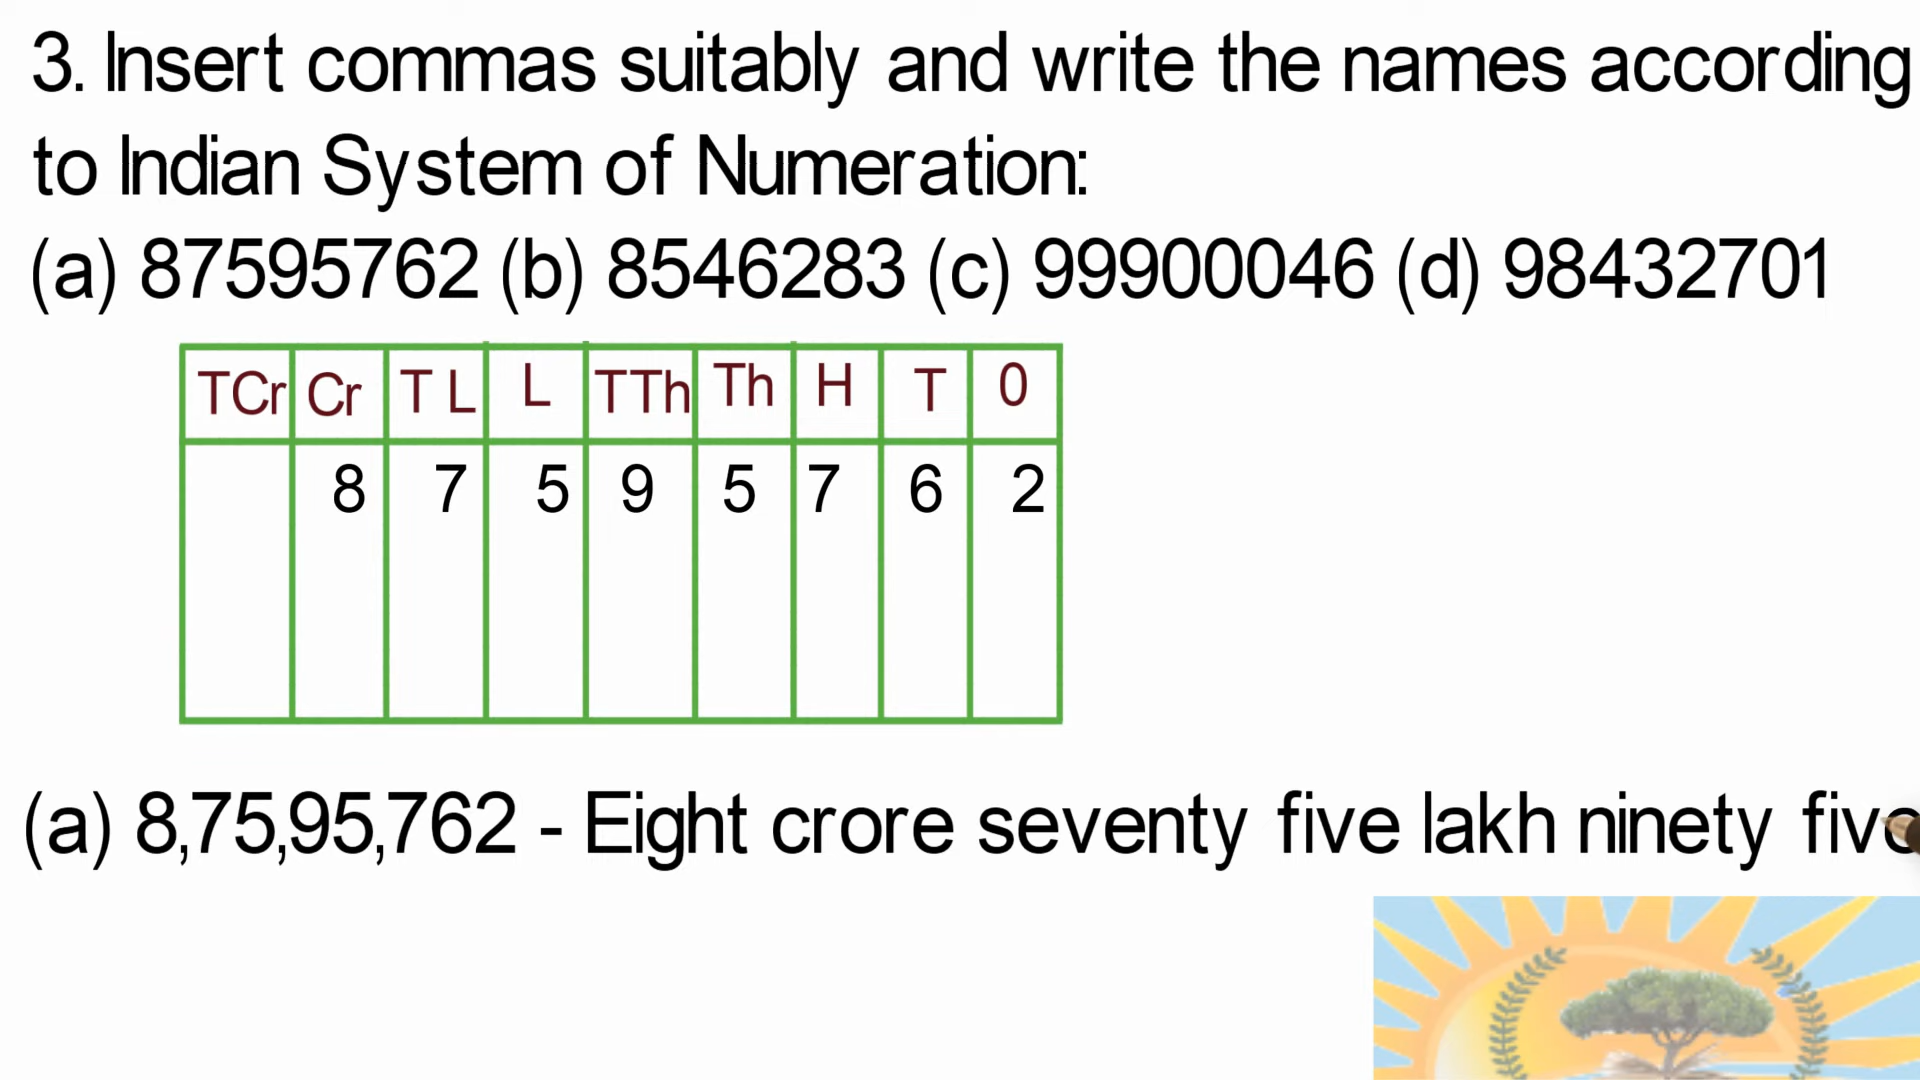 3. Insert commas suitably and write the names according
to Indian System of Numeration:
(a) 87595762 (b) 8546283 (c) 99900046 (d) 98432701
TCr Cr T L L TTh Th H T 0
8 7 5 9 5 7 6 2
(a) 8,75,95,762 - Eight crore seventy five lakh ninety five